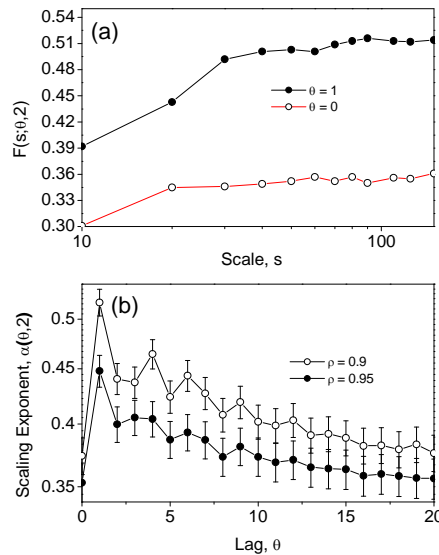 (a)
F(s;θ,2)
0.51
0.48
0.45
0.42
0.39
0.36
0.33
0.30
θ = 1
θ = 0
10
100
Scale, s
(b)
Scaling Exponent, α(θ,2)
0.5
0.45
0.4
0.35
ρ = 0.9
ρ = 0.95
0
5
10
15
20
Lag, θ